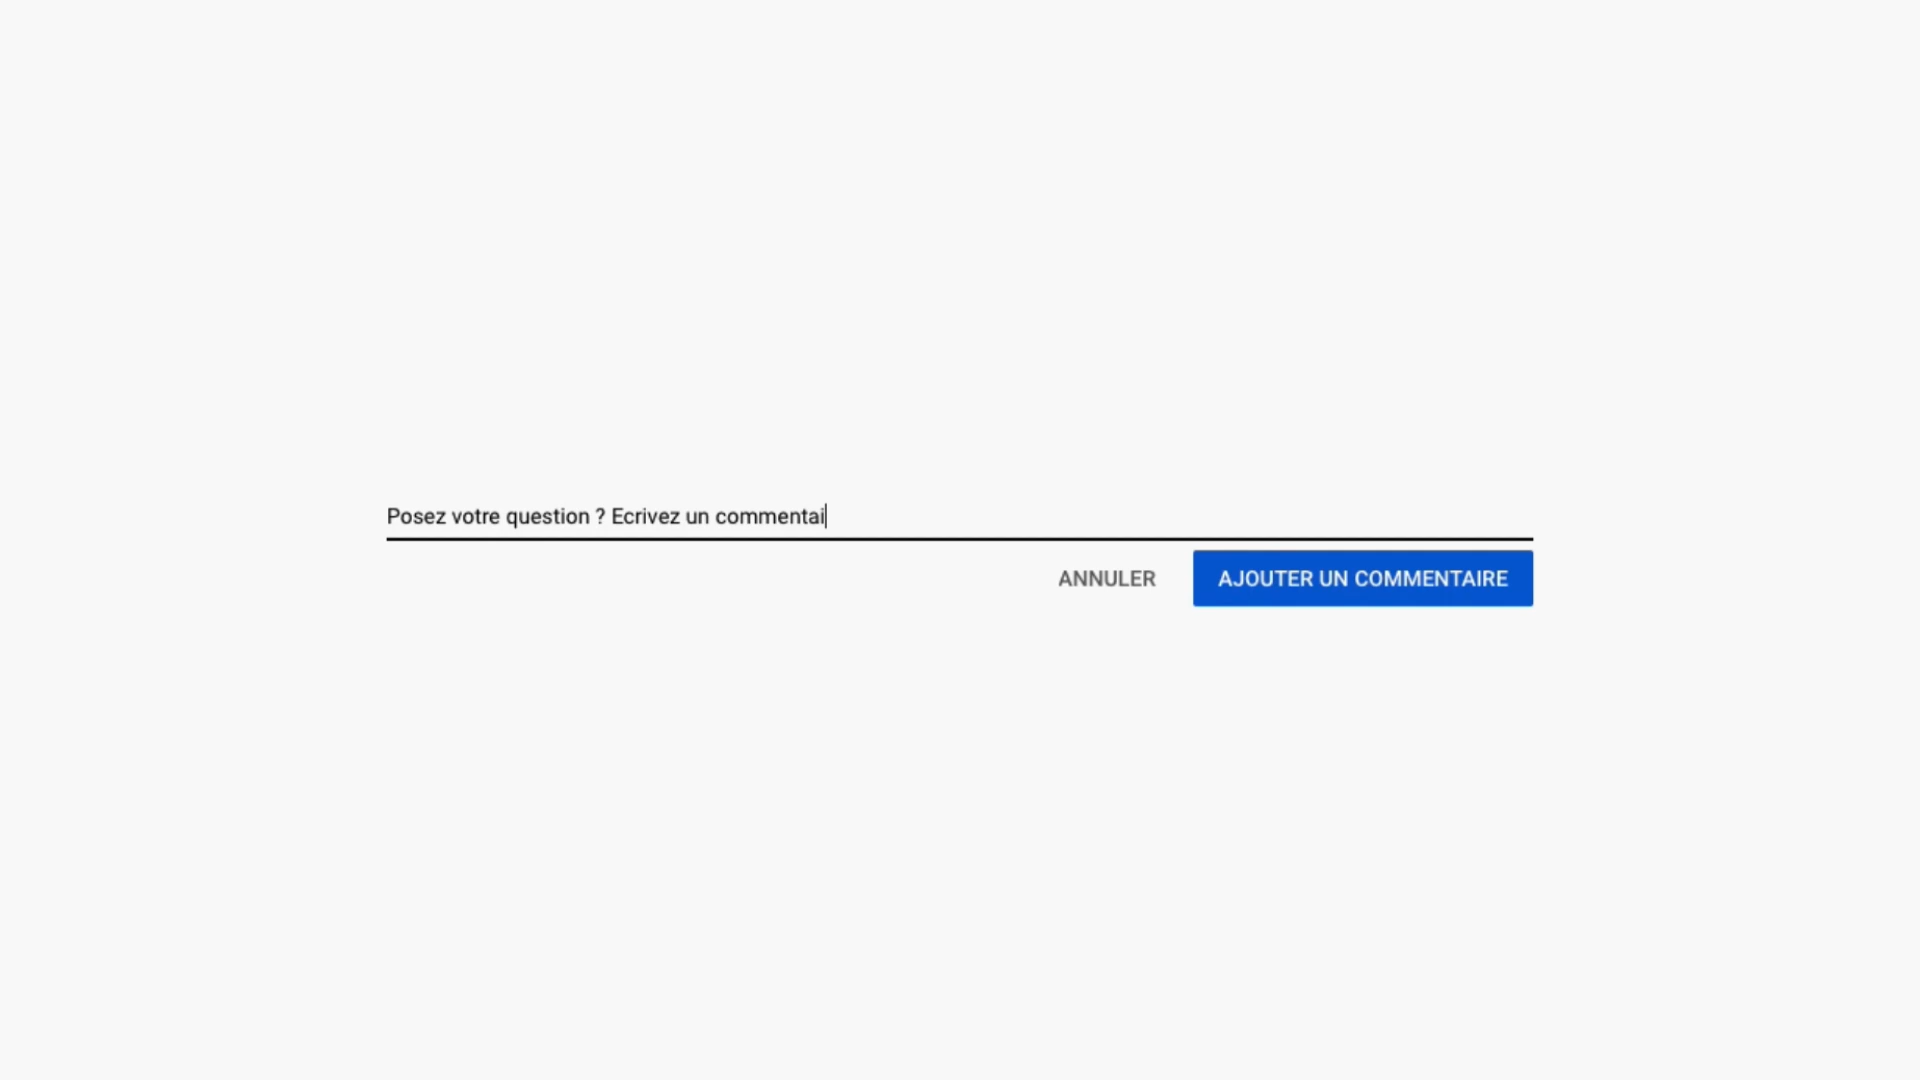 Posez votre question ? Ecrivez un commentai
ANNULER
AJOUTER UN COMMENTAIRE